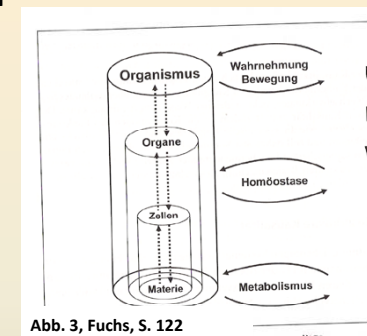 Organismus
Wahrnehmung
Bewegung
Organe
Homöostase
Zellen
Materie
Metabolismus
Abb. 3, Fuchs, S. 122